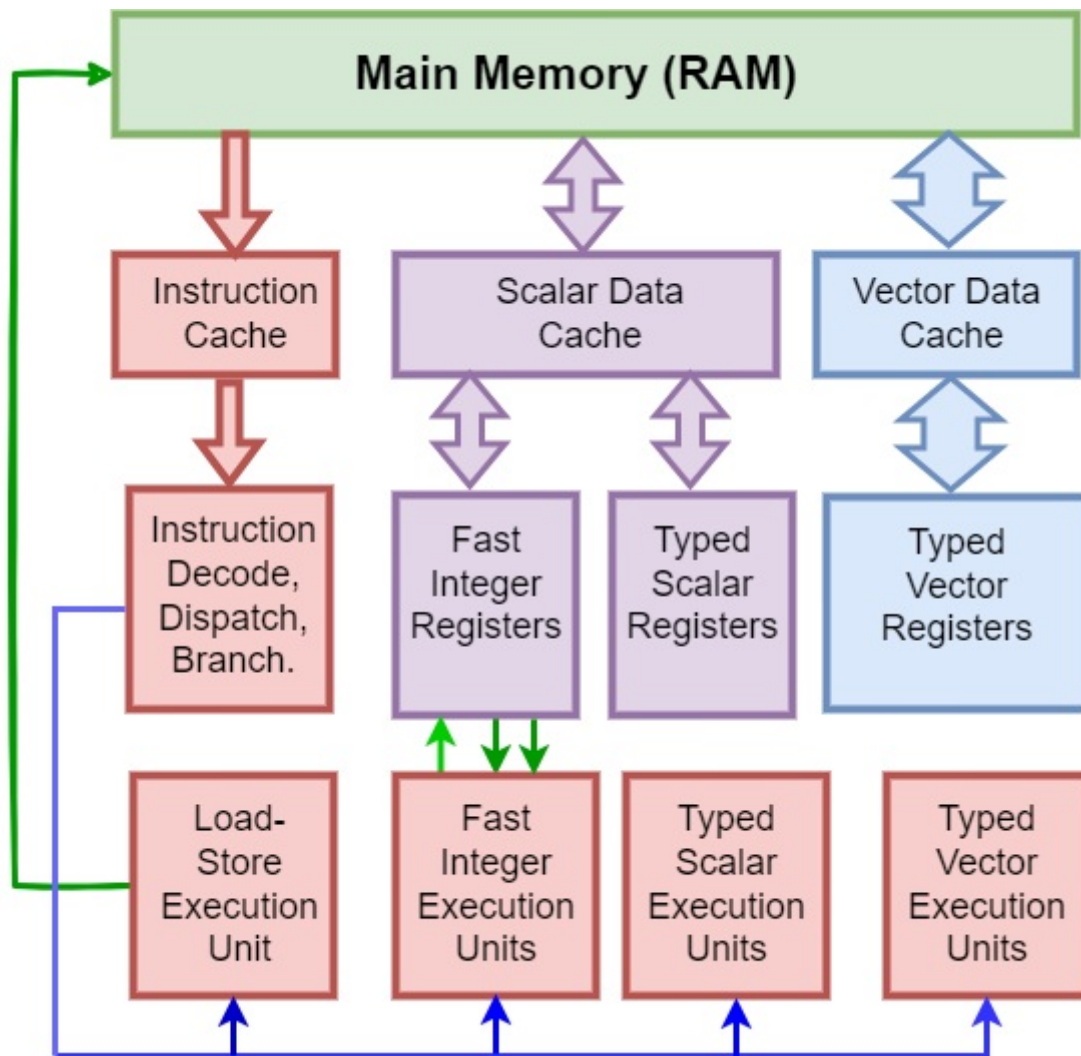 Main Memory (RAM)
Instruction
Cache
Scalar Data
Cache
Vector Data
Cache
Instruction
Decode,
Dispatch,
Branch.
Fast
Integer
Registers
Typed
Scalar
Registers
Typed
Vector
Registers
Load-
Store
Execution
Unit
Fast
Integer
Execution
Units
Typed
Scalar
Execution
Units
Typed
Vector
Execution
Units